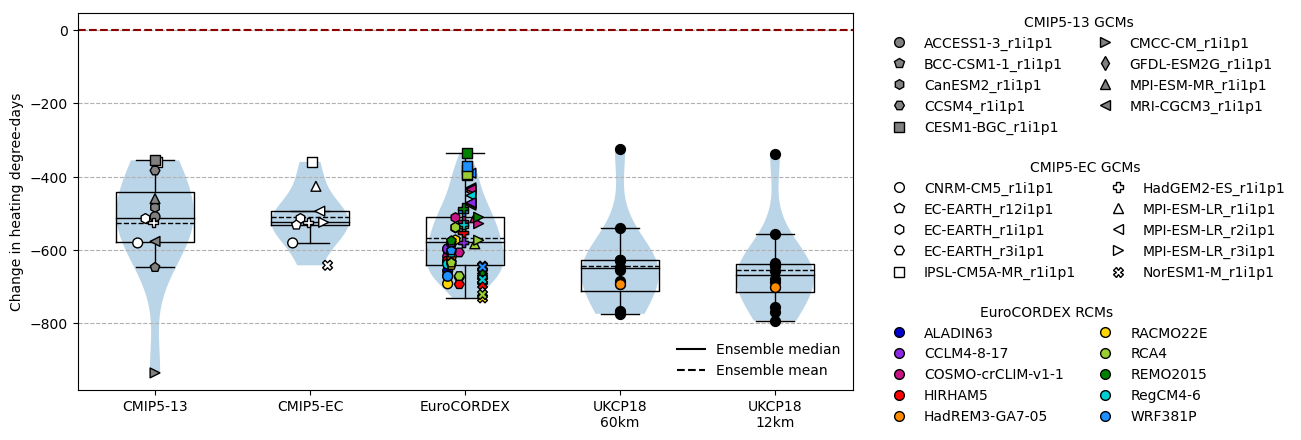 Change in heating degree-days
0
−200
−400
−600
−800
Ensemble median
Ensemble mean
CMIP5-13
CMIP5-EC
EuroCORDEX
UKCP18
60km
UKCP18
12km
CMIP5-13 GCMs
ACCESS1-3_r1i1p1
BCC-CSM1-1_r1i1p1
CanESM2_r1i1p1
CCSM4_r1i1p1
CESM1-BGC_r1i1p1
CMCC-CM_r1i1p1
GFDL-ESM2G_r1i1p1
MPI-ESM-MR_r1i1p1
MRI-CGCM3_r1i1p1
CMIP5-EC GCMs
CNRM-CM5_r1i1p1
EC-EARTH_r12i1p1
EC-EARTH_r1i1p1
EC-EARTH_r3i1p1
IPSL-CM5A-MR_r1i1p1
HadGEM2-ES_r1i1p1
MPI-ESM-LR_r1i1p1
MPI-ESM-LR_r2i1p1
MPI-ESM-LR_r3i1p1
NorESM1-M_r1i1p1
EuroCORDEX RCMs
ALADIN63
CCLM4-8-17
COSMO-crCLIM-v1-1
HIRHAM5
HadREM3-GA7-05
RACMO22E
RCA4
REMO2015
RegCM4-6
WRF381P